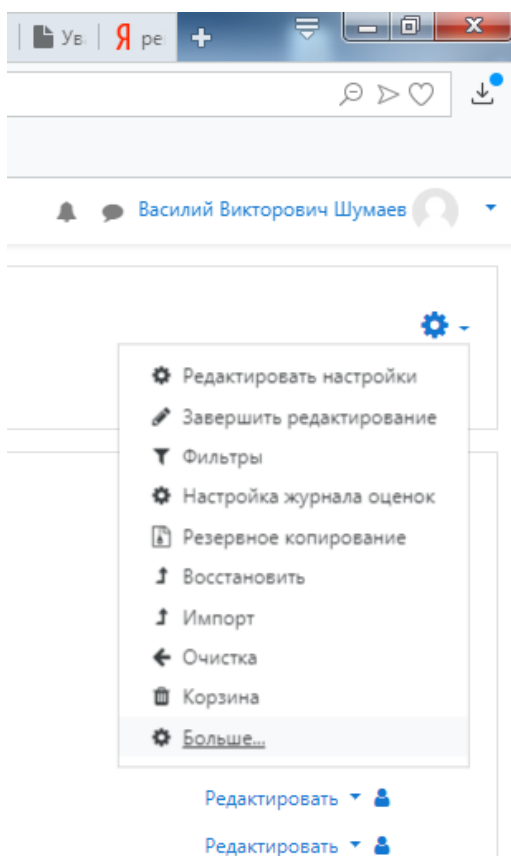 Ув
Я ре
Василий Викторович Шумаев
Редактировать настройки
Завершить редактирование
Фильтры
Настройка журнала оценок
Резервное копирование
Восстановить
Импорт
Очистка
Корзина
Больше...
Редактировать
Редактировать